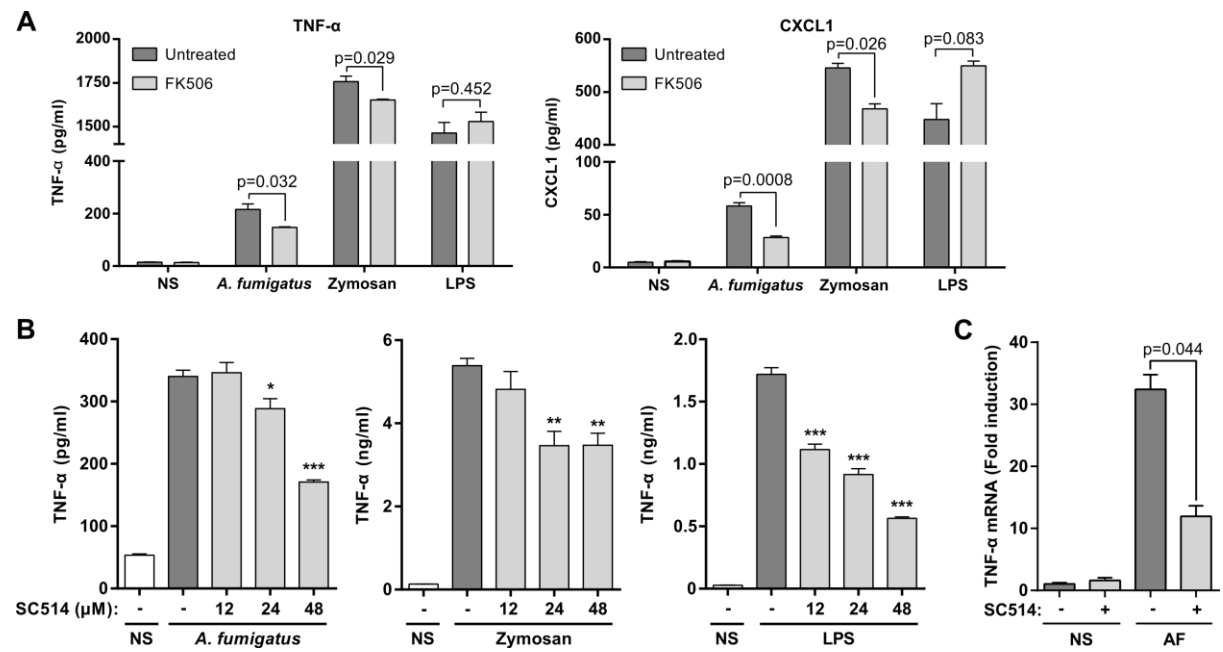 A
TNF-α
Untreated
FK506
TNF-α (pg/ml)
2000
1750
1500
400
200
0
p=0.032
p=0.029
p=0.452
NS
A. fumigatus
Zymosan
LPS
CXCL1
Untreated
FK506
CXCL1 (pg/ml)
600
500
400
100
50
0
p=0.0008
p=0.026
p=0.083
NS
A. fumigatus
Zymosan
LPS
B
TNF-α (pg/ml)
400
300
200
100
0
*
***
SC514 (μM): - - 12 24 48
NS
A. fumigatus
TNF-α (ng/ml)
6
4
2
0
** **
- - 12 24 48
NS
Zymosan
TNF-α (ng/ml)
2.0
1.5
1.0
0.5
0
***
***
***
- - 12 24 48
NS
LPS
C
TNF-α mRNA (Fold induction)
40
30
20
10
0
p=0.044
SC514: - + - +
NS
AF